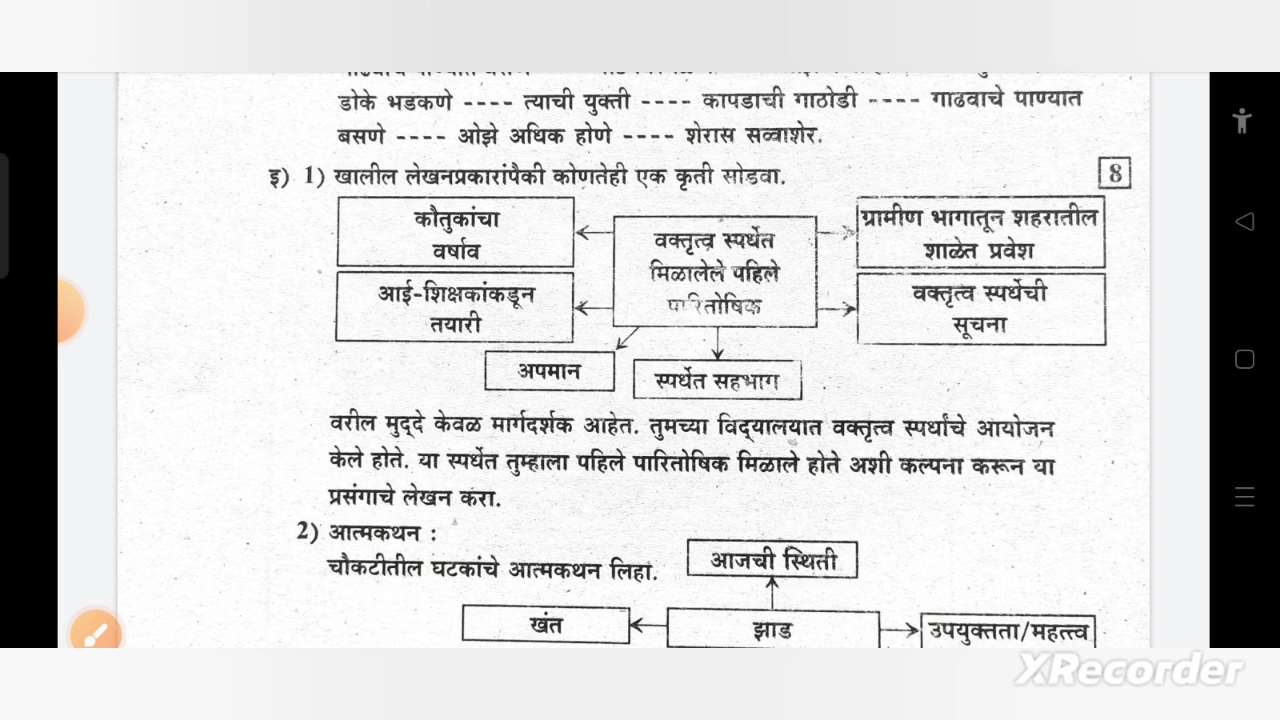 डोके भडकणे ---- त्याची युक्ती ---- कापडाची गाठोडी ---- गाढवाचे पाण्यात
बसणे ---- ओझे अधिक होणे ---- शेरास सव्वाशेर.
इ) 1) खालील लेखनप्रकारांपैकी कोणतेही एक कृती सोडवा. 8
कौतुकांचा
वर्षाव
वक्तृत्व स्पर्धेत
मिळालेले पहिले
पारितोषिक
ग्रामीण भागातून शहरातील
शाळेत प्रवेश
आई-शिक्षकांकडून
तयारी
वक्तृत्व स्पर्धेची
सूचना
अपमान
स्पर्धेत सहभाग
वरील मुद्दे केवळ मार्गदर्शक आहेत. तुमच्या विद्यालयात वक्तृत्व स्पर्धांचे आयोजन
केले होते. या स्पर्धेत तुम्हाला पहिले पारितोषिक मिळाले होते अशी कल्पना करून या
प्रसंगाचे लेखन करा.
2) आत्मकथन :
चौकटीतील घटकांचे आत्मकथन लिहा.
आजची स्थिती
खंत
झाड
उपयुक्तता/महत्त्व
XRecorder